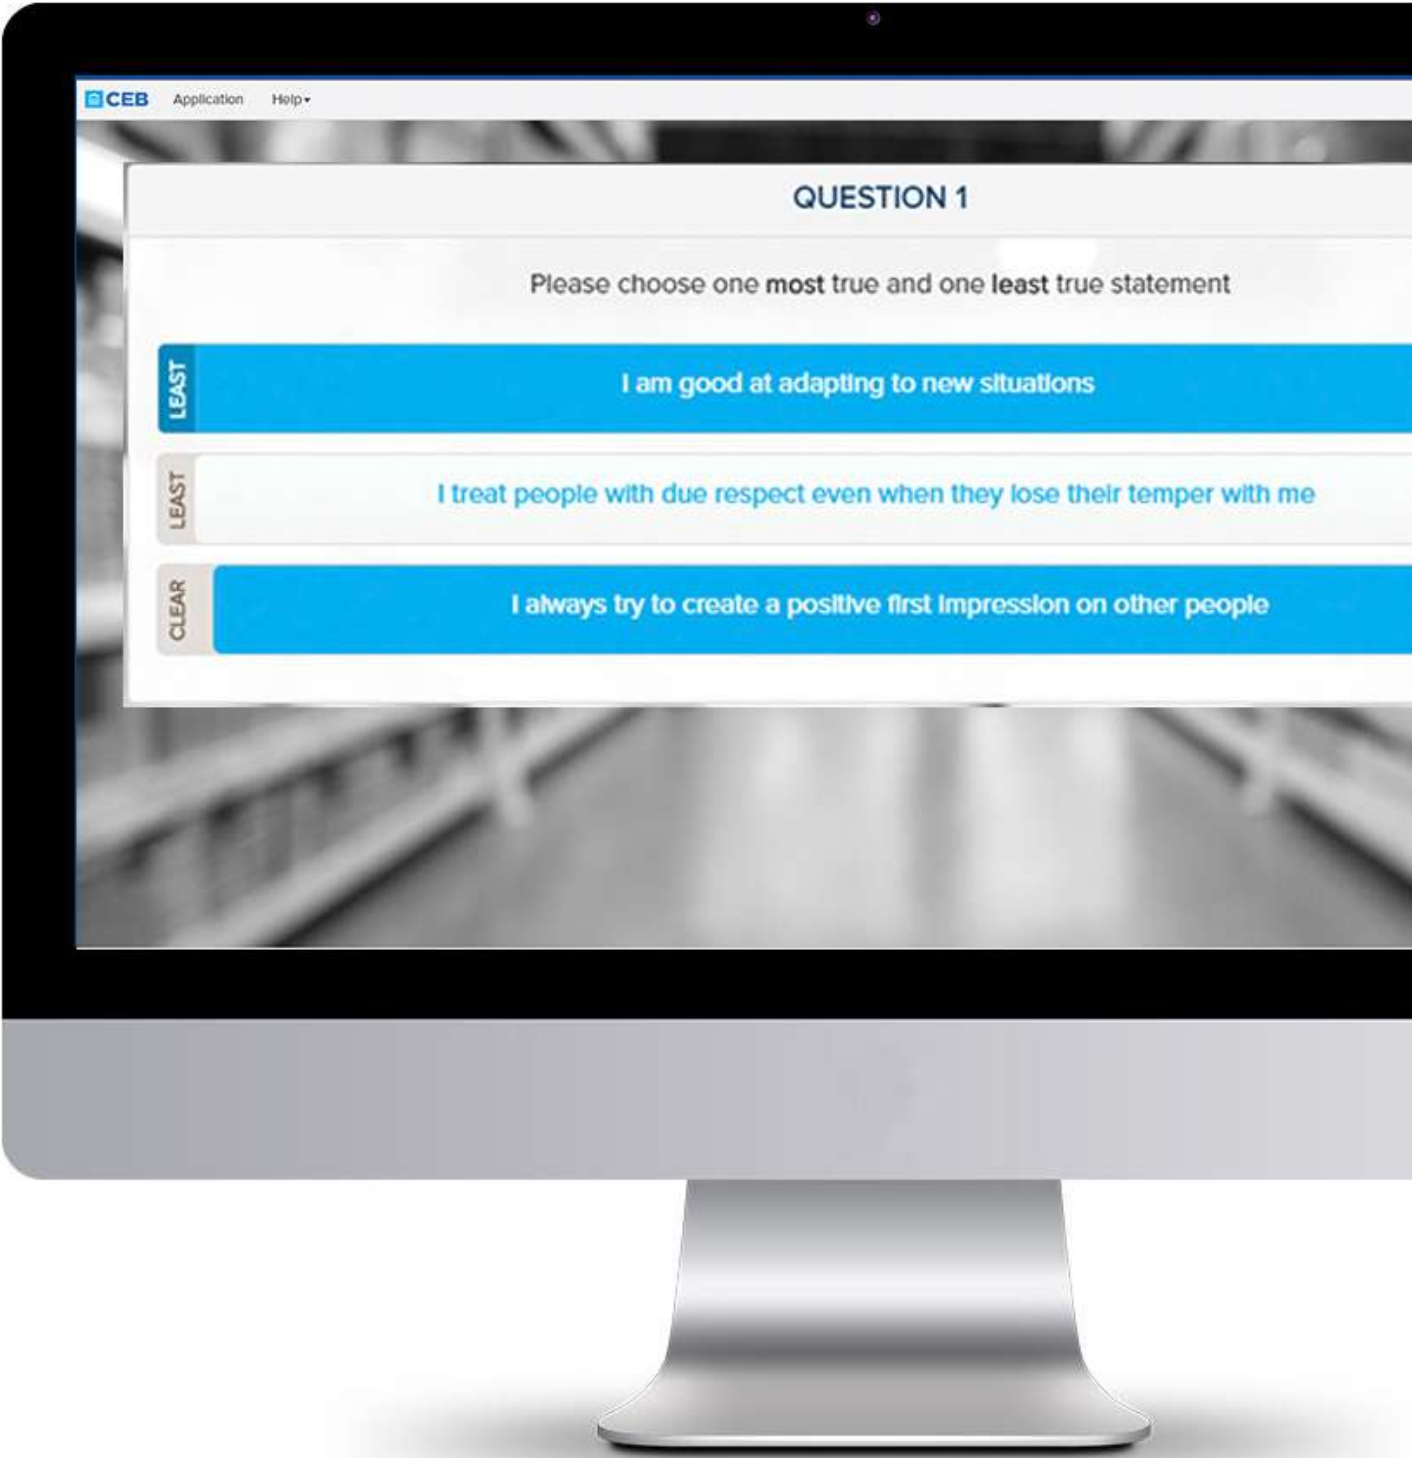 CEB Application Help
QUESTION 1
Please choose one most true and one least true statement
LEAST I am good at adapting to new situations
LEAST I treat people with due respect even when they lose their temper with me
CLEAR I always try to create a positive first impression on other people